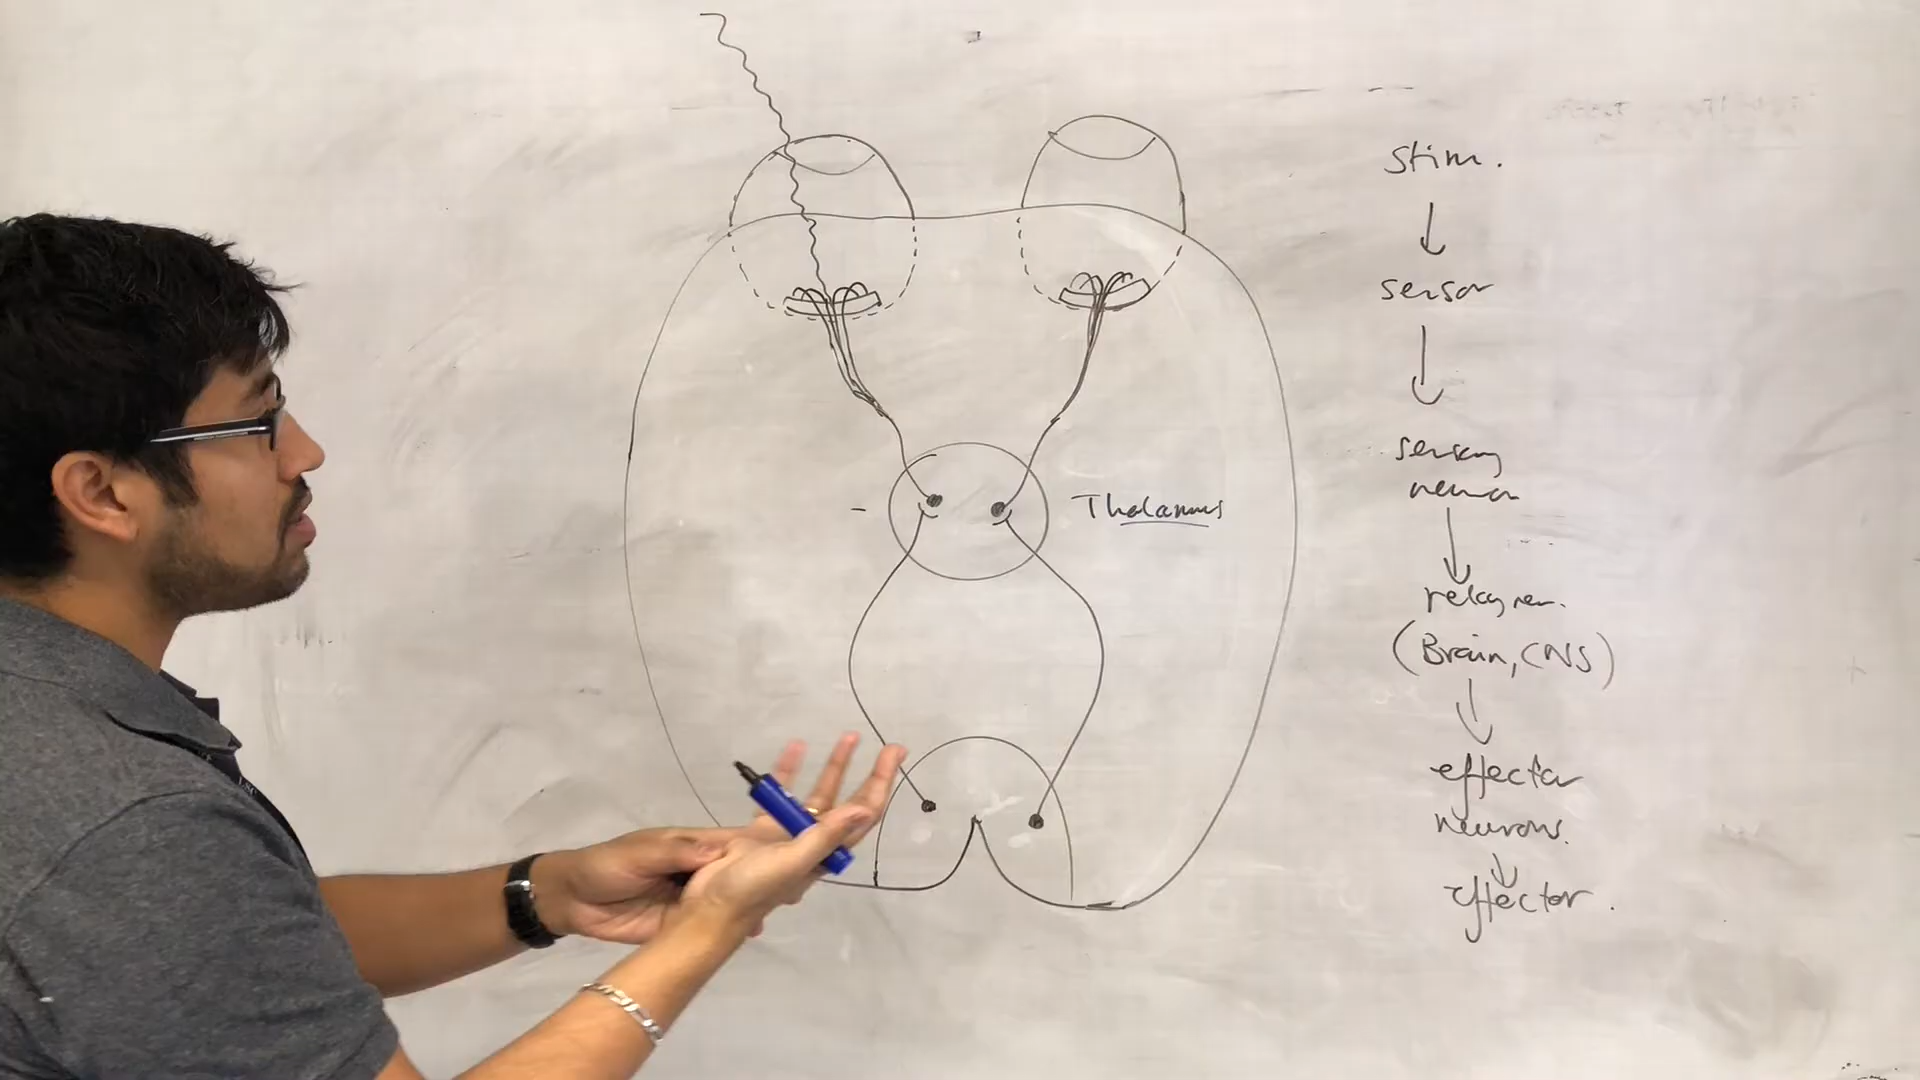 Stim.
sensor
sensory
neuron
Thalamus
relay neu.
(Brain, CNS)
effector
neurons.
effector.